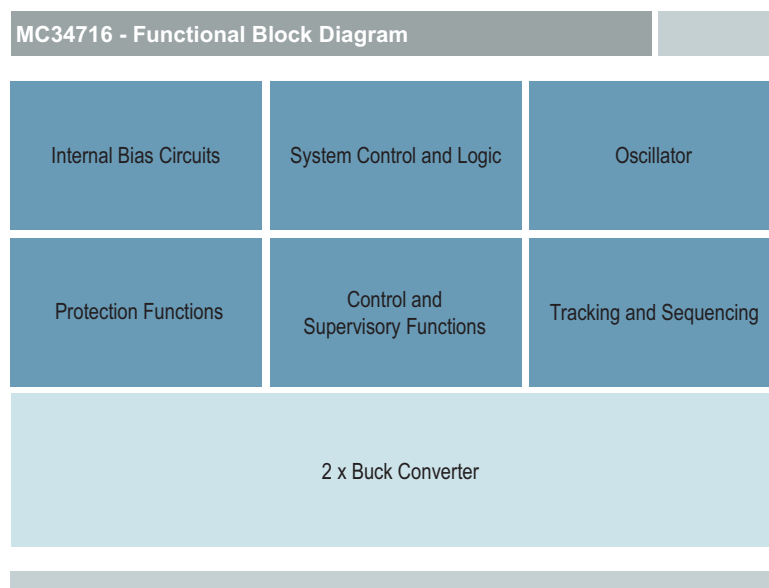 MC34716 - Functional Block Diagram
Internal Bias Circuits
System Control and Logic
Oscillator
Protection Functions
Control and
Supervisory Functions
Tracking and Sequencing
2 x Buck Converter